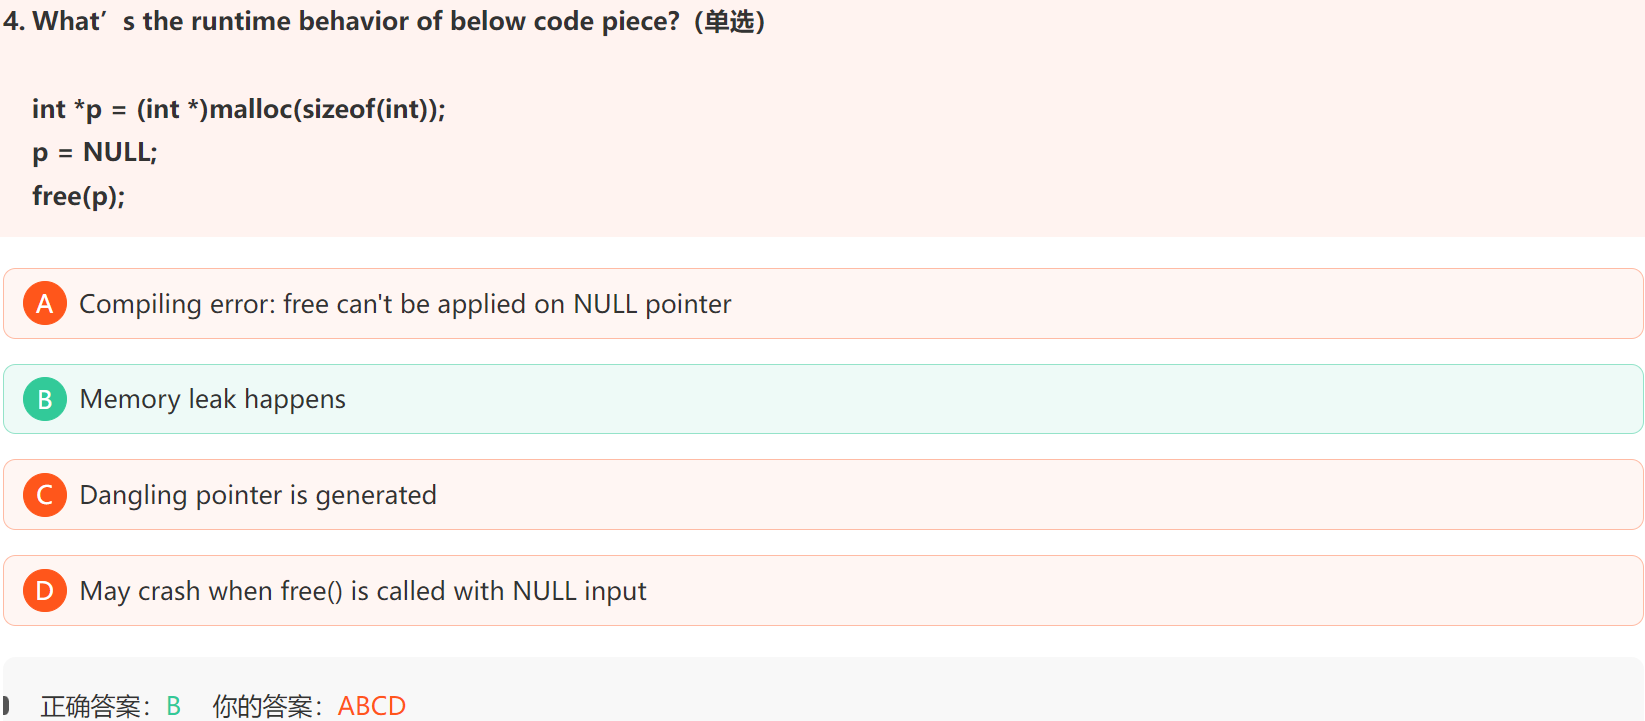 4. What’s the runtime behavior of below code piece?（单选）
int *p = (int *)malloc(sizeof(int));
p = NULL;
free(p);
A Compiling error: free can't be applied on NULL pointer
B Memory leak happens
C Dangling pointer is generated
D May crash when free() is called with NULL input
正确答案：B 你的答案：ABCD